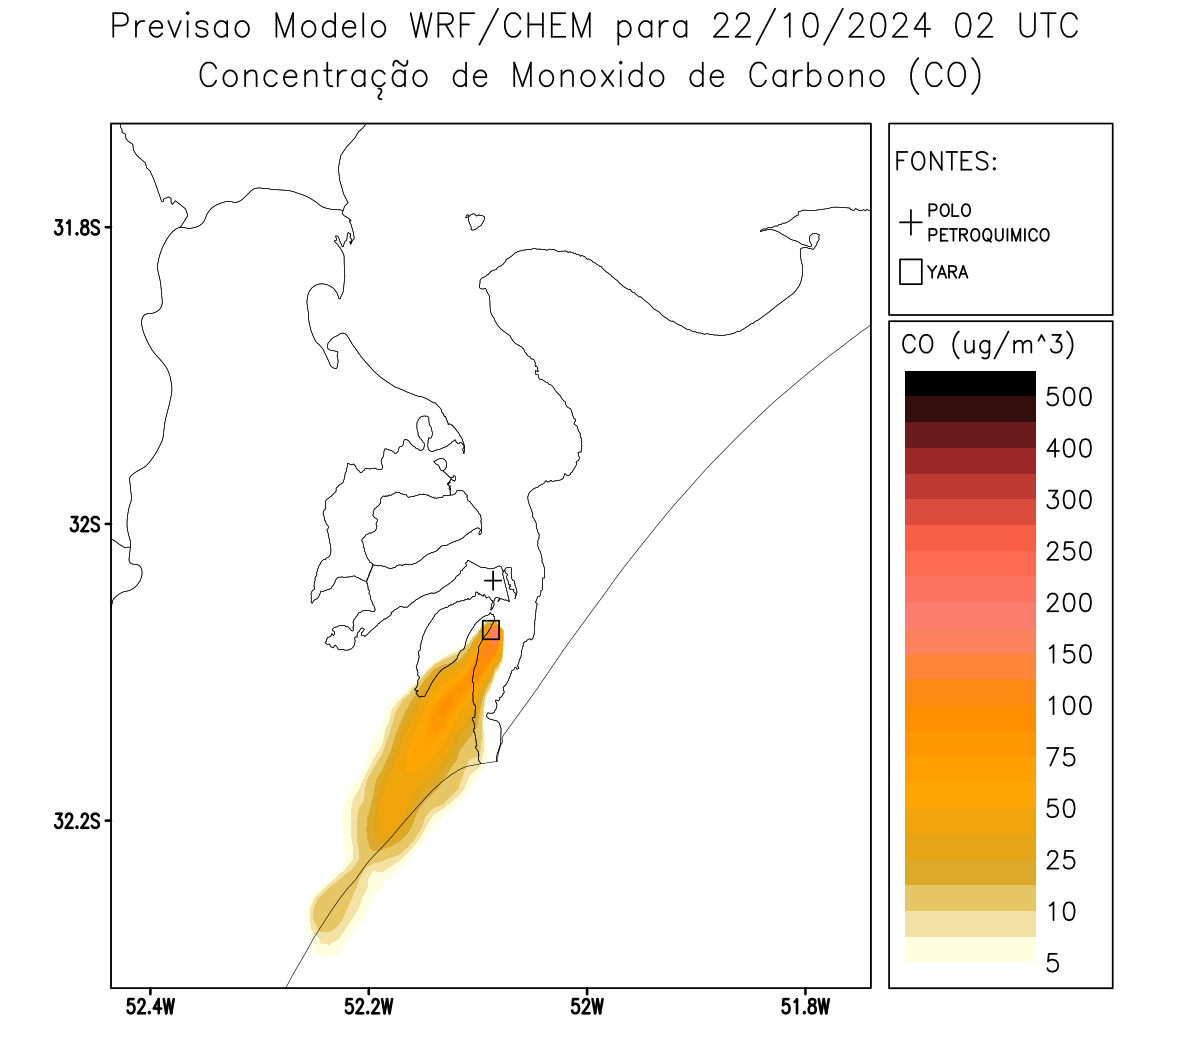 Previsao Modelo WRF/CHEM para 22/10/2024 02 UTC
Concentração de Monoxido de Carbono (CO)
FONTES:
POLO
PETROQUIMICO
YARA
CO (ug/m^3)
500
400
300
250
200
150
100
75
50
25
10
5
31.8S
32S
32.2S
52.4W
52.2W
52W
51.8W